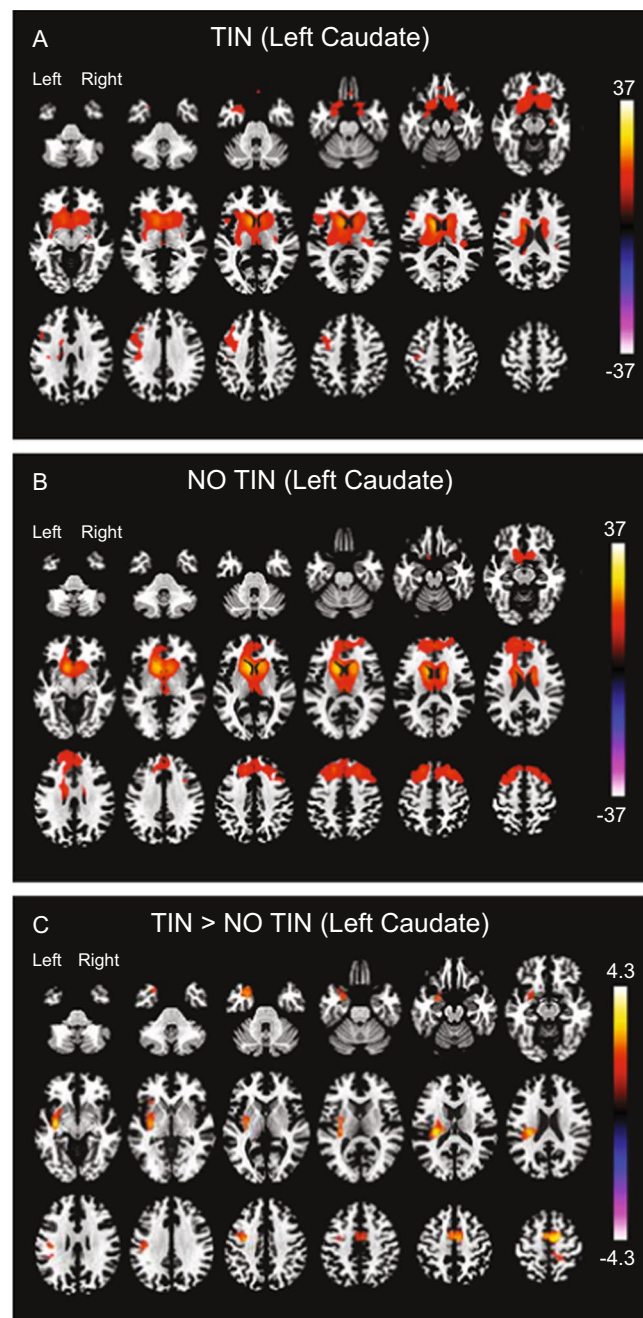 A
TIN (Left Caudate)
Left Right
37
-37
B
NO TIN (Left Caudate)
Left Right
37
-37
C
TIN > NO TIN (Left Caudate)
Left Right
4.3
-4.3